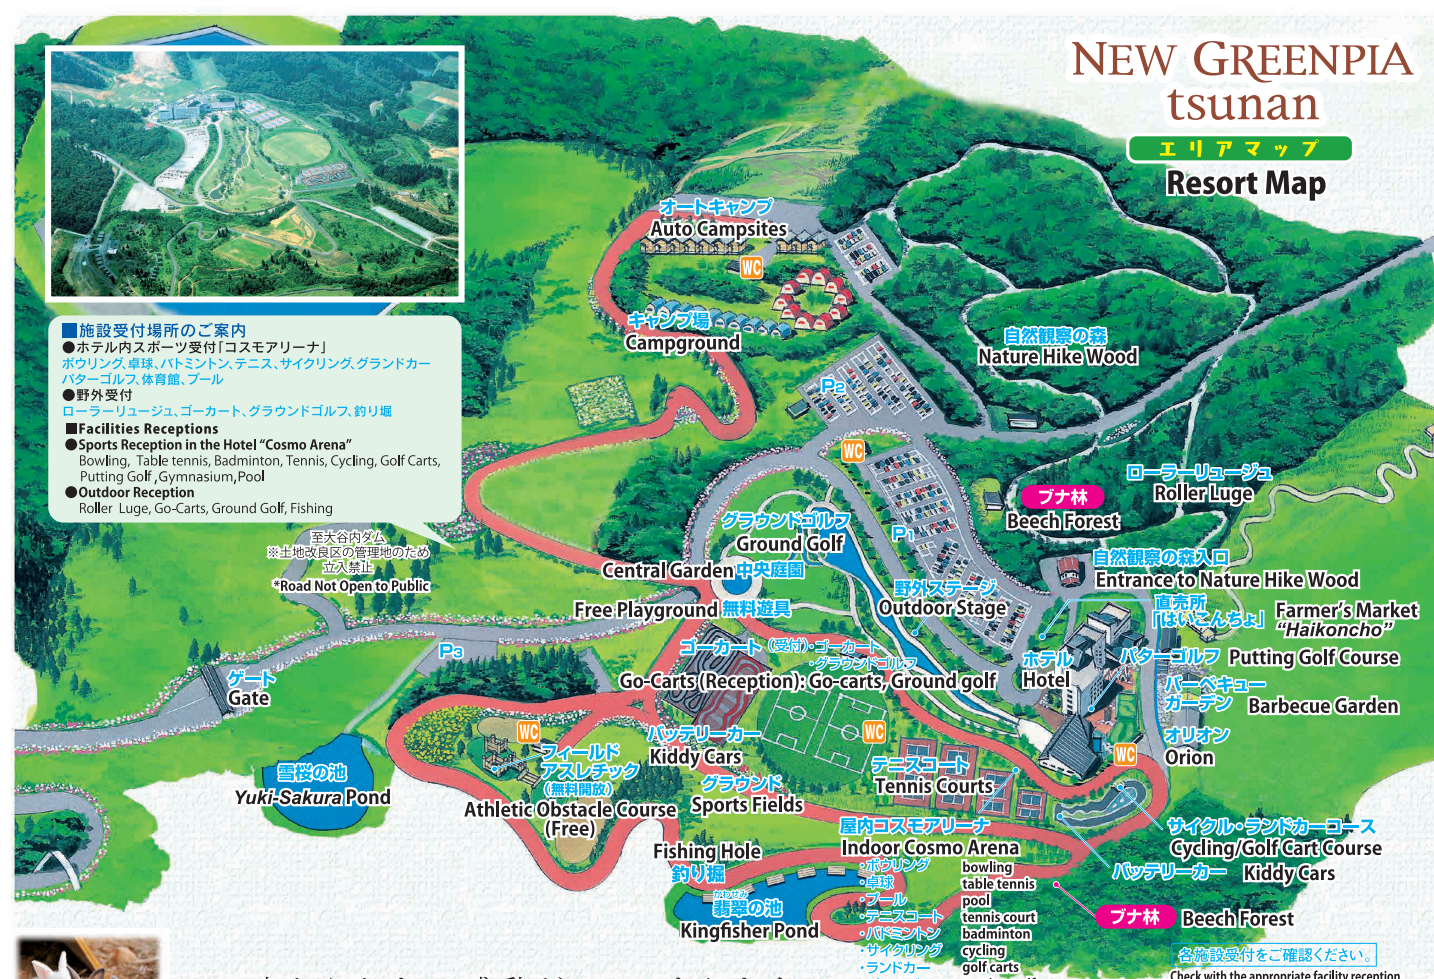 NEW GREENPIA
tsunan
エリアマップ
Resort Map
■施設受付場所のご案内
●ホテル内スポーツ受付「コスモアリーナ」
ボウリング、卓球、バトミントン、テニス、サイクリング、グランドカー
パターゴルフ、体育館、プール
●野外受付
ローラーリュージュ、ゴーカート、グラウンドゴルフ、釣り堀
■Facilities Receptions
●Sports Reception in the Hotel “Cosmo Arena”
Bowling, Table tennis, Badminton, Tennis, Cycling, Golf Carts,
Putting Golf ,Gymnasium,Pool
●Outdoor Reception
Roller Luge, Go-Carts, Ground Golf, Fishing
至大谷内ダム
※土地改良区の管理地のため
立入禁止
*Road Not Open to Public
オートキャンプ
Auto Campsites
WC
キャンプ場
Campground
自然観察の森
Nature Hike Wood
P2
WC
ローラーリュージュ
Roller Luge
ブナ林
Beech Forest
グラウンドゴルフ
Ground Golf
P1
自然観察の森入口
Entrance to Nature Hike Wood
Central Garden 中央庭園
野外ステージ
Outdoor Stage
直売所
「はいこんちょ」
Farmer's Market
“Haikoncho”
Free Playground 無料遊具
ゴーカート (受付)・ゴーカート
・グラウンドゴルフ
Go-Carts (Reception): Go-carts, Ground golf
P3
ホテル
Hotel
パターゴルフ Putting Golf Course
バーベキュー
ガーデン Barbecue Garden
ゲート
Gate
オリオン
Orion
WC
WC
WC
バッテリーカー
Kiddy Cars
フィールド
アスレチック
(無料開放)
Athletic Obstacle Course
(Free)
雪桜の池
Yuki-Sakura Pond
グラウンド
Sports Fields
テニスコート
Tennis Courts
サイクル・ランドカーコース
Cycling/Golf Cart Course
バッテリーカー Kiddy Cars
屋内コスモアリーナ
Indoor Cosmo Arena
・ボウリング bowling
・卓球 table tennis
・プール pool
・テニスコート tennis court
・バドミントン badminton
・サイクリング cycling
・ランドカー golf carts
Fishing Hole
釣り堀
かわせみ
翡翠の池
Kingfisher Pond
ブナ林 Beech Forest
各施設受付をご確認ください。
Check with the appropriate facility reception